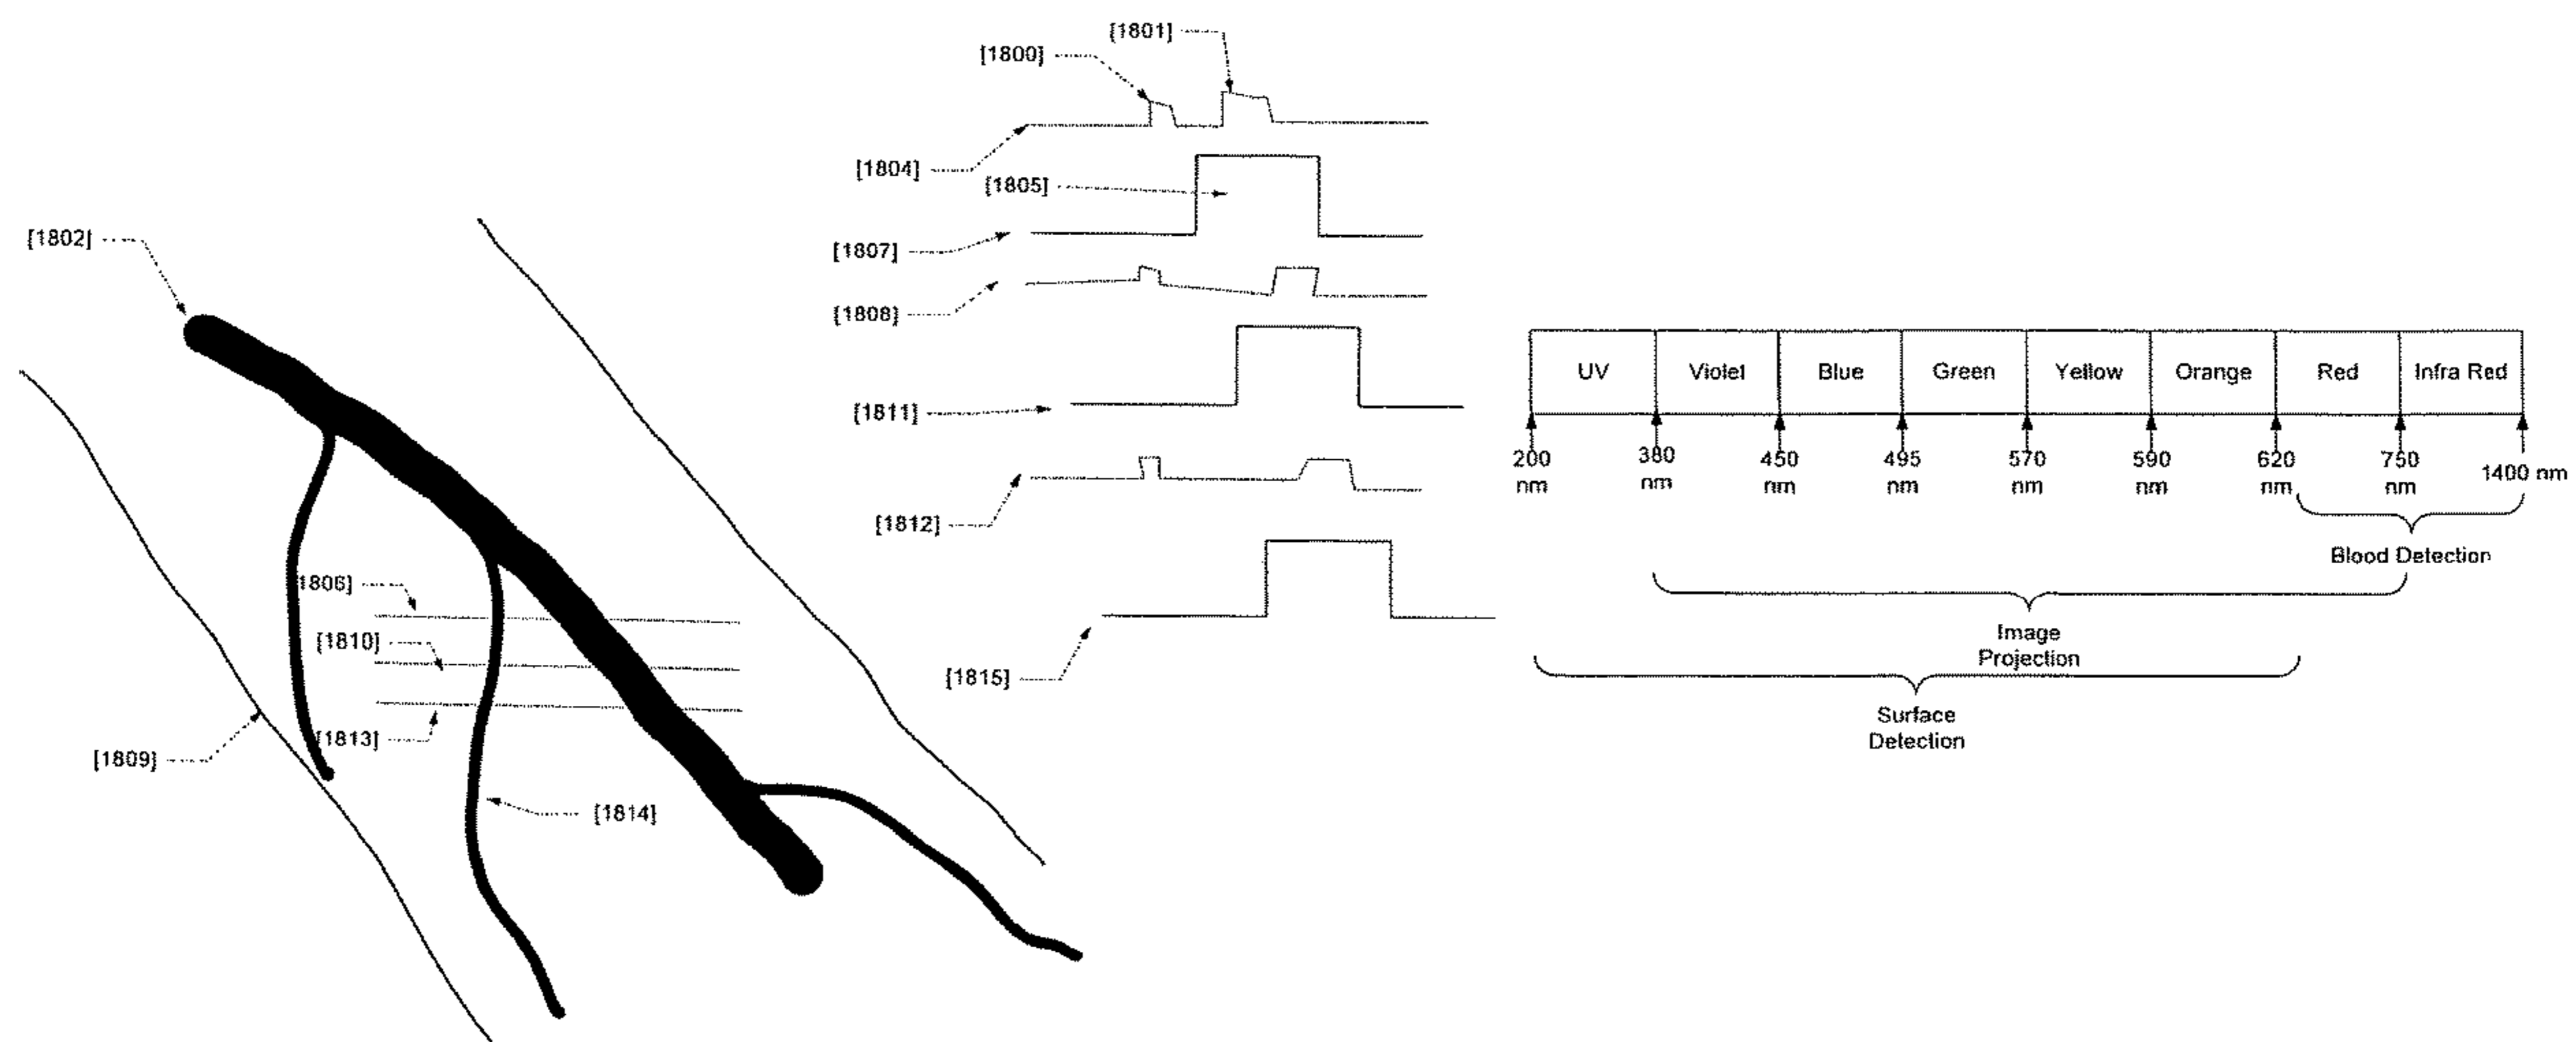 [1801]
[1800]
[1804]
[1805]
[1802]
[1807]
[1808]
[1811]
[1812]
1806]
[1810]
[1813]
[1809]
[1814]
[1815]
UV Violet Blue Green Yellow Orange Red Infra Red
200 nm
380 nm
450 nm
495 nm
570 nm
590 nm
620 nm
750 nm
1400 nm
Blood Detection
Image
Projection
Surface
Detection